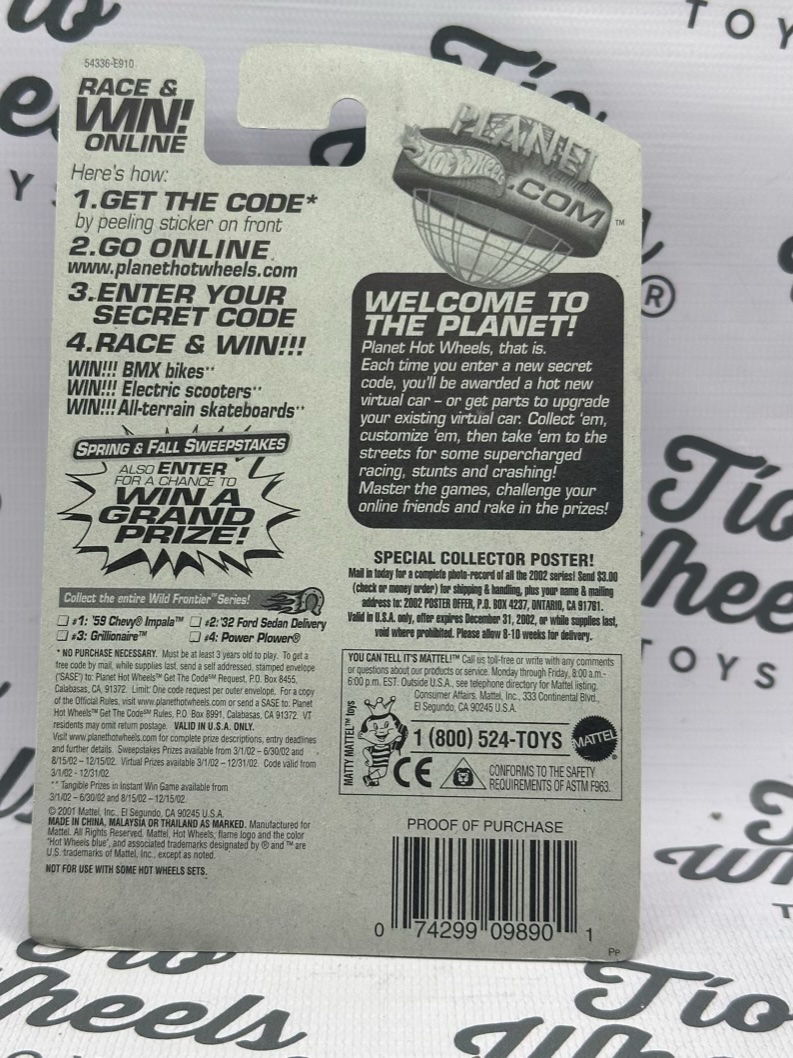 54336-E910
RACE &
WIN!
ONLINE
Here's how:
1.GET THE CODE*
by peeling sticker on front
2.GO ONLINE
www.planethotwheels.com
3.ENTER YOUR
SECRET CODE
4.RACE & WIN!!!
WIN!!! BMX bikes**
WIN!!! Electric scooters**
WIN!!! All-terrain skateboards**
SPRING & FALL SWEEPSTAKES
ALSO ENTER
FOR A CHANCE TO
WIN A
GRAND
PRIZE!
Collect the entire Wild Frontier™ Series!
#1: '59 Chevy® Impala™ #2: '32 Ford Sedan Delivery
#3: Grillionaire™ #4: Power Plower®
* NO PURCHASE NECESSARY. Must be at least 3 years old to play. To get a
free code by mail, while supplies last, send a self addressed, stamped envelope
('SASE') to: Planet Hot Wheels℠ Get The Code℠ Request, P.O. Box 8455,
Calabasas, CA, 91372. Limit: One code request per outer envelope. For a copy
of the Official Rules, visit www.planethotwheels.com or send a SASE to: Planet
Hot Wheels℠ Get The Code℠ Rules, P.O. Box 8991, Calabasas, CA 91372. VT
residents may omit return postage. VALID IN U.S.A. ONLY.
Visit www.planethotwheels.com for complete prize descriptions, entry deadlines
and further details. Sweepstakes Prizes available from 3/1/02 – 6/30/02 and
8/15/02 – 12/15/02. Virtual Prizes available 3/1/02 – 12/31/02. Code valid from
3/1/02 - 12/31/02.
** Tangible Prizes in Instant Win Game available from
3/1/02 – 6/30/02 and 8/15/02 – 12/15/02.
© 2001 Mattel, Inc., El Segundo, CA 90245 U.S.A.
MADE IN CHINA, MALAYSIA OR THAILAND AS MARKED. Manufactured for
Mattel. All Rights Reserved. Mattel, Hot Wheels, flame logo and the color
"Hot Wheels blue", and associated trademarks designated by ® and ™ are
U.S. trademarks of Mattel, Inc., except as noted.
NOT FOR USE WITH SOME HOT WHEELS SETS.
PLANET
Hot Wheels
.COM™
WELCOME TO
THE PLANET!
Planet Hot Wheels, that is.
Each time you enter a new secret
code, you'll be awarded a hot new
virtual car – or get parts to upgrade
your existing virtual car. Collect 'em,
customize 'em, then take 'em to the
streets for some supercharged
racing, stunts and crashing!
Master the games, challenge your
online friends and rake in the prizes!
SPECIAL COLLECTOR POSTER!
Mail in today for a complete photo-record of all the 2002 series! Send $3.00
(check or money order) for shipping & handling, plus your name & mailing
address to: 2002 POSTER OFFER, P.O. BOX 4237, ONTARIO, CA 91761.
Valid in U.S.A. only, offer expires December 31, 2002, or while supplies last,
void where prohibited. Please allow 8-10 weeks for delivery.
YOU CAN TELL IT'S MATTEL!™ Call us toll-free or write with any comments
or questions about our products or service. Monday through Friday, 8:00 a.m.-
6:00 p.m. EST. Outside U.S.A., see telephone directory for Mattel listing.
Consumer Affairs, Mattel, Inc., 333 Continental Blvd.,
El Segundo, CA 90245 U.S.A.
MATTY MATTEL™ toys
1 (800) 524-TOYS
MATTEL®
CE
CONFORMS TO THE SAFETY
REQUIREMENTS OF ASTM F963.
PROOF OF PURCHASE
0 74299 09890 1
PP
TOY
Tío
Wheels
TOYS
®